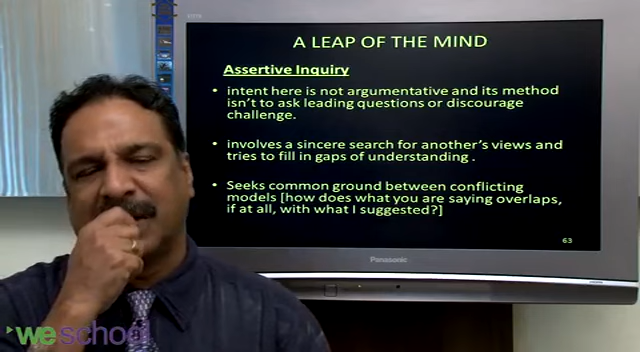 A LEAP OF THE MIND
Assertive Inquiry
• intent here is not argumentative and its method
isn't to ask leading questions or discourage
challenge.
• involves a sincere search for another's views and
tries to fill in gaps of understanding .
• Seeks common ground between conflicting
models [how does what you are saying overlaps,
if at all, with what I suggested?]
63
Panasonic
weschool